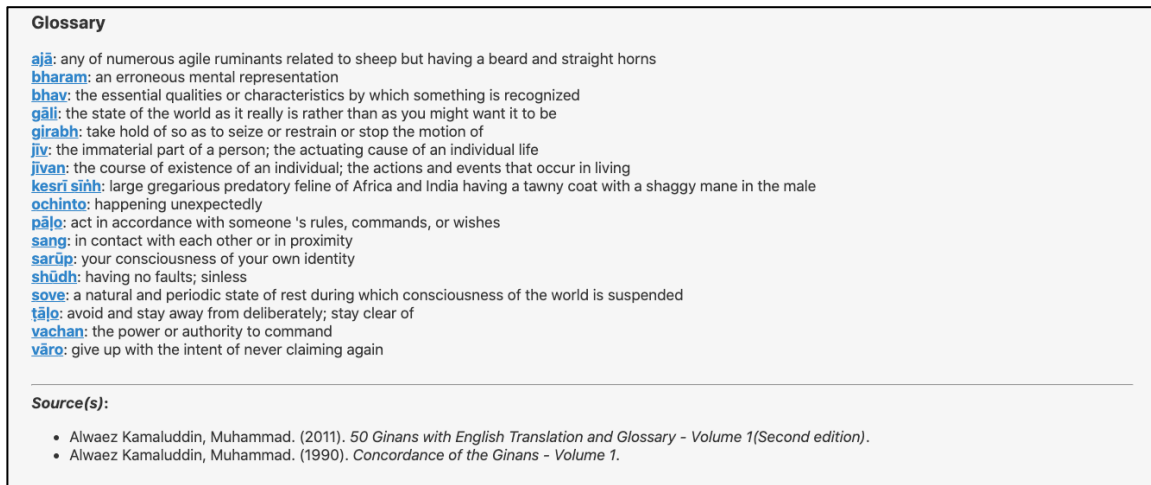 Glossary
ajā: any of numerous agile ruminants related to sheep but having a beard and straight horns
bharam: an erroneous mental representation
bhav: the essential qualities or characteristics by which something is recognized
gāli: the state of the world as it really is rather than as you might want it to be
girabh: take hold of so as to seize or restrain or stop the motion of
jīv: the immaterial part of a person; the actuating cause of an individual life
jīvan: the course of existence of an individual; the actions and events that occur in living
kesrī sīṅh: large gregarious predatory feline of Africa and India having a tawny coat with a shaggy mane in the male
ochinto: happening unexpectedly
pāḷo: act in accordance with someone 's rules, commands, or wishes
sang: in contact with each other or in proximity
sarūp: your consciousness of your own identity
shūdh: having no faults; sinless
sove: a natural and periodic state of rest during which consciousness of the world is suspended
ṭāḷo: avoid and stay away from deliberately; stay clear of
vachan: the power or authority to command
vāro: give up with the intent of never claiming again
Source(s):
• Alwaez Kamaluddin, Muhammad. (2011). 50 Ginans with English Translation and Glossary - Volume 1(Second edition).
• Alwaez Kamaluddin, Muhammad. (1990). Concordance of the Ginans - Volume 1.